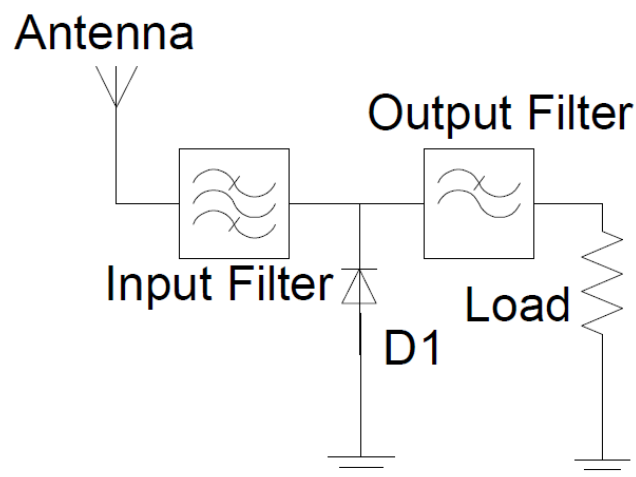 Antenna
Output Filter
Input Filter
Load
D1